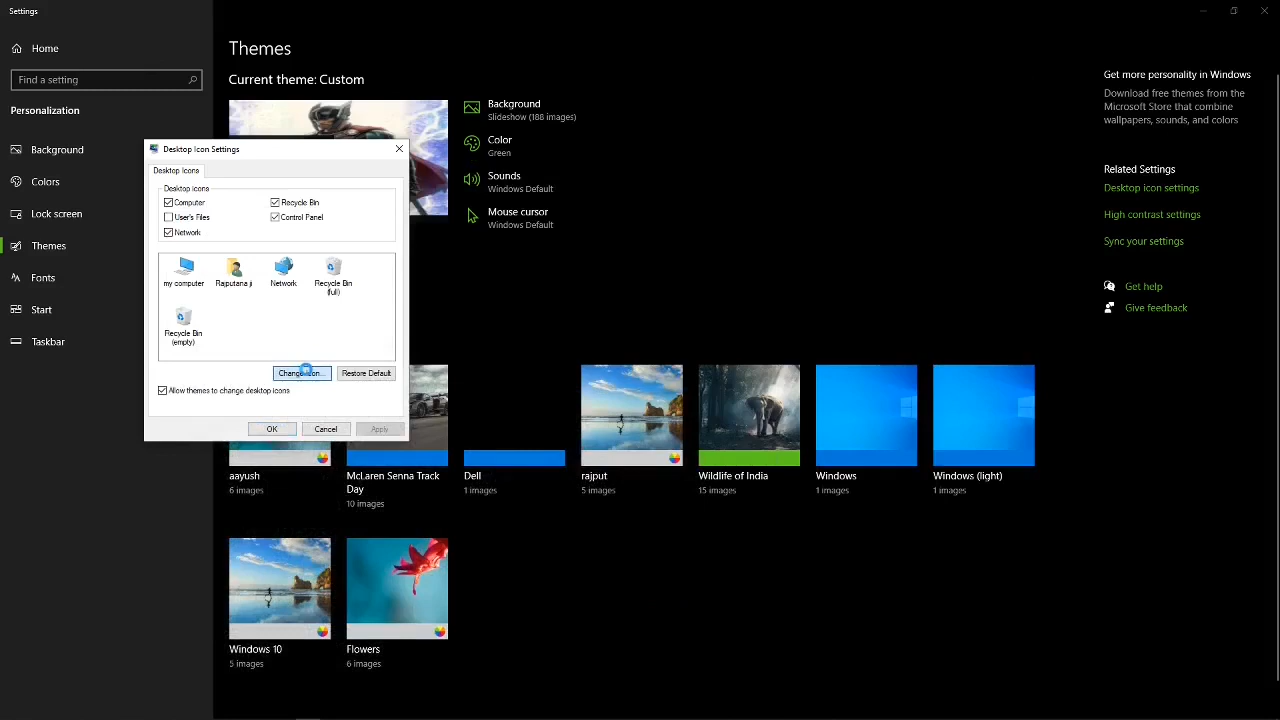 Settings
Home
Find a setting
Personalization
Background
Colors
Lock screen
Themes
Fonts
Start
Taskbar
Themes
Current theme: Custom
Background
Slideshow (188 images)
Color
Green
Sounds
Windows Default
Mouse cursor
Windows Default
Desktop Icon Settings
Desktop Icons
Desktop Icons
Computer
Recycle Bin
User's Files
Control Panel
Network
my computer
Rajputana ji
Network
Recycle Bin
(full)
Recycle Bin
(empty)
Change Icon...
Restore Default
Allow themes to change desktop icons
OK
Cancel
Apply
aayush
6 images
McLaren Senna Track
Day
10 images
Dell
1 images
rajput
5 images
Wildlife of India
15 images
Windows
1 images
Windows (light)
1 images
Windows 10
5 images
Flowers
6 images
Get more personality in Windows
Download free themes from the
Microsoft Store that combine
wallpapers, sounds, and colors
Related Settings
Desktop icon settings
High contrast settings
Sync your settings
Get help
Give feedback